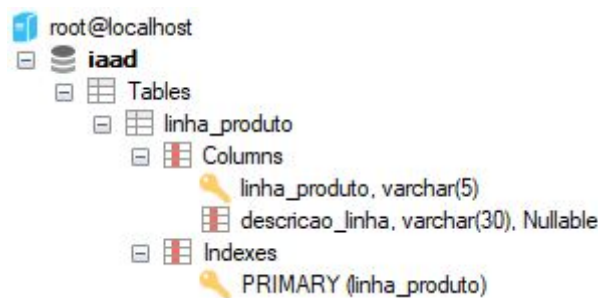 root@localhost
iaad
Tables
linha_produto
Columns
linha_produto, varchar(5)
descricao_linha, varchar(30), Nullable
Indexes
PRIMARY (linha_produto)